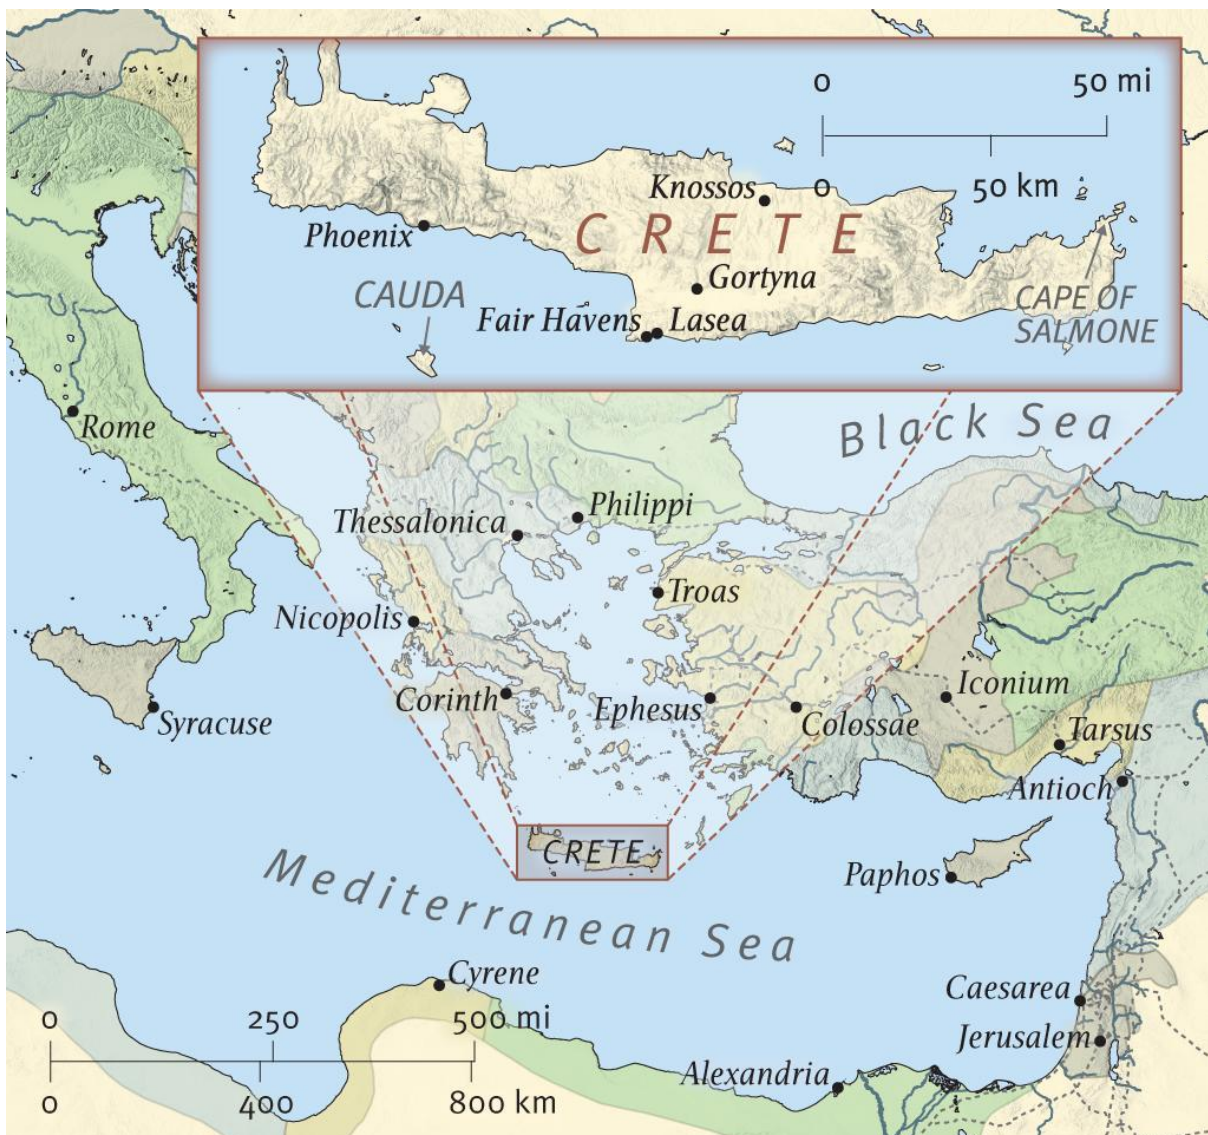 0 50 mi
0 50 km
Knossos
CRETE
Phoenix
Gortyna
CAUDA
Fair Havens
Lasea
CAPE OF
SALMONE
Black Sea
Rome
Philippi
Thessalonica
Troas
Nicopolis
Corinth
Ephesus
Colossae
Iconium
Syracuse
Tarsus
Antioch
CRETE
Paphos
Mediterranean Sea
Cyrene
Caesarea
0 250 500 mi
Jerusalem
Alexandria
0 400 800 km